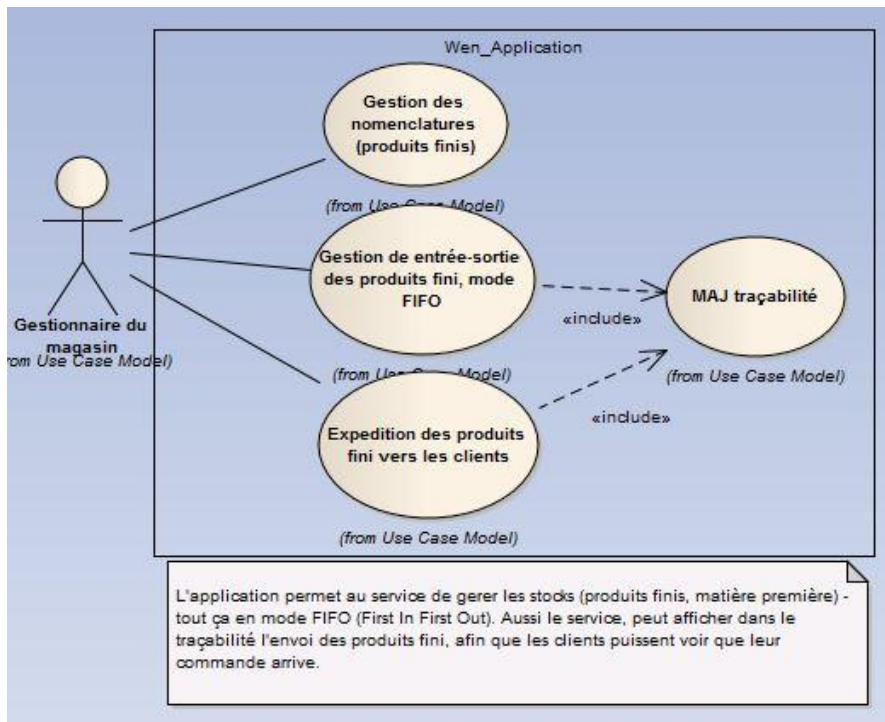 Wen_Application
Gestion des
nomenclatures
(produits finis)
(from Use Case Model)
Gestion de entrée-sortie
des produits fini, mode
FIFO
MAJ traçabilité
«include»
Gestionnaire du
magasin
rom Use Case Model)
(from Use Case Model)
(from Use Case Model)
«include»
Expedition des produits
fini vers les clients
(from Use Case Model)
L'application permet au service de gerer les stocks (produits finis, matière première) -
tout ça en mode FIFO (First In First Out). Aussi le service, peut afficher dans le
traçabilité l'envoi des produits fini, afin que les clients puissent voir que leur
commande arrive.